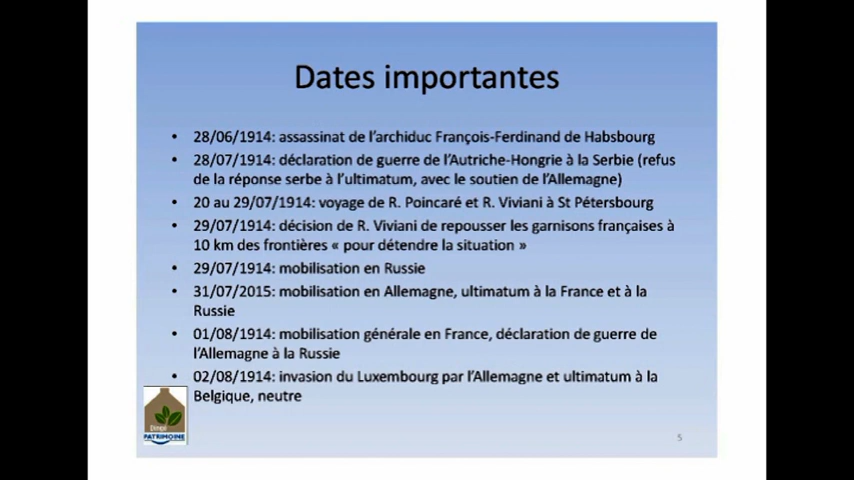 Dates importantes
• 28/06/1914: assassinat de l'archiduc François-Ferdinand de Habsbourg
• 28/07/1914: déclaration de guerre de l'Autriche-Hongrie à la Serbie (refus
de la réponse serbe à l'ultimatum, avec le soutien de l'Allemagne)
• 20 au 29/07/1914: voyage de R. Poincaré et R. Viviani à St Pétersbourg
• 29/07/1914: décision de R. Viviani de repousser les garnisons françaises à
10 km des frontières « pour détendre la situation »
• 29/07/1914: mobilisation en Russie
• 31/07/2015: mobilisation en Allemagne, ultimatum à la France et à la
Russie
• 01/08/1914: mobilisation générale en France, déclaration de guerre de
l'Allemagne à la Russie
• 02/08/1914: invasion du Luxembourg par l'Allemagne et ultimatum à la
Belgique, neutre
PATRIMOINE
5